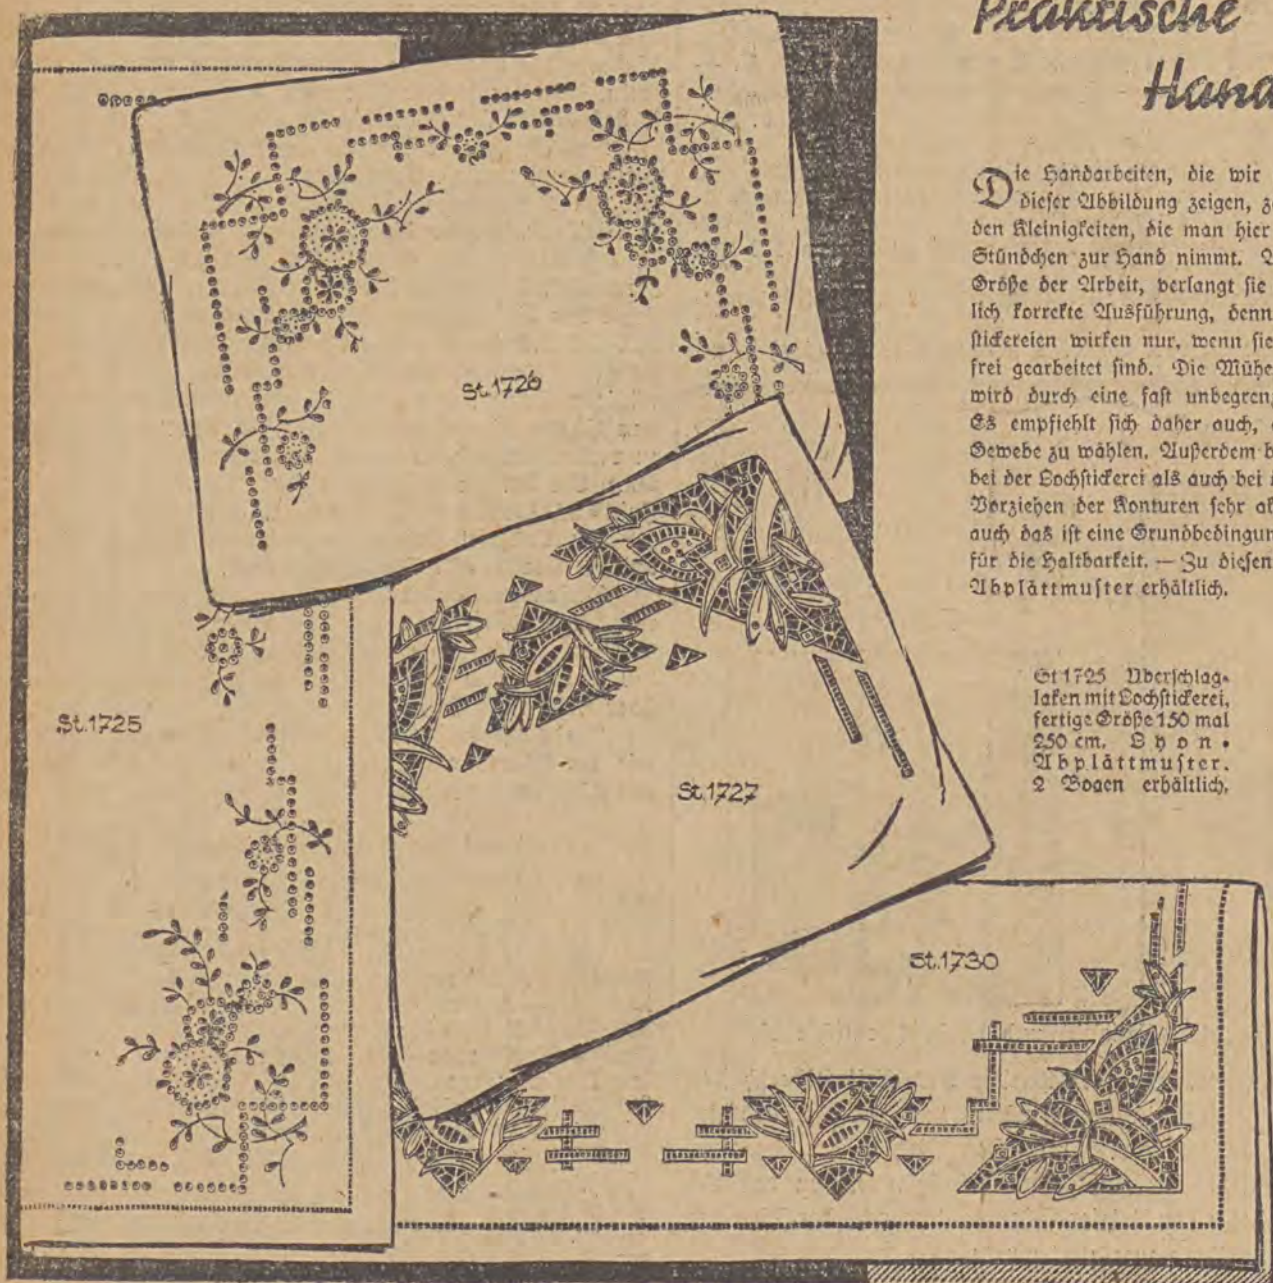 Praktische
Hand
Die Handarbeiten, die wir
dieser Abbildung zeigen, z
den Kleinigkeiten, die man hier
Stündchen zur Hand nimmt.
Größe der Arbeit, verlangt sie
lich korrekte Ausführung, denn
stickereien wirken nur, wenn sie
frei gearbeitet sind. Die Mühe
wird durch eine fast unbegren
Es empfiehlt sich daher auch,
Gewebe zu wählen. Außerdem b
bei der Lochstickerei als auch bei
Vorziehen der Konturen sehr ak
auch das ist eine Grundbedingun
für die Haltbarkeit. — Zu diesen
Abplättmuster erhältlich.
St 1725 Überschlag-
laken mit Lochstickerei,
fertige Größe 150 mal
250 cm. Lyon-
Abplättmuster.
2 Bogen erhältlich.
St.1726
St.1725
St.1727
St.1730